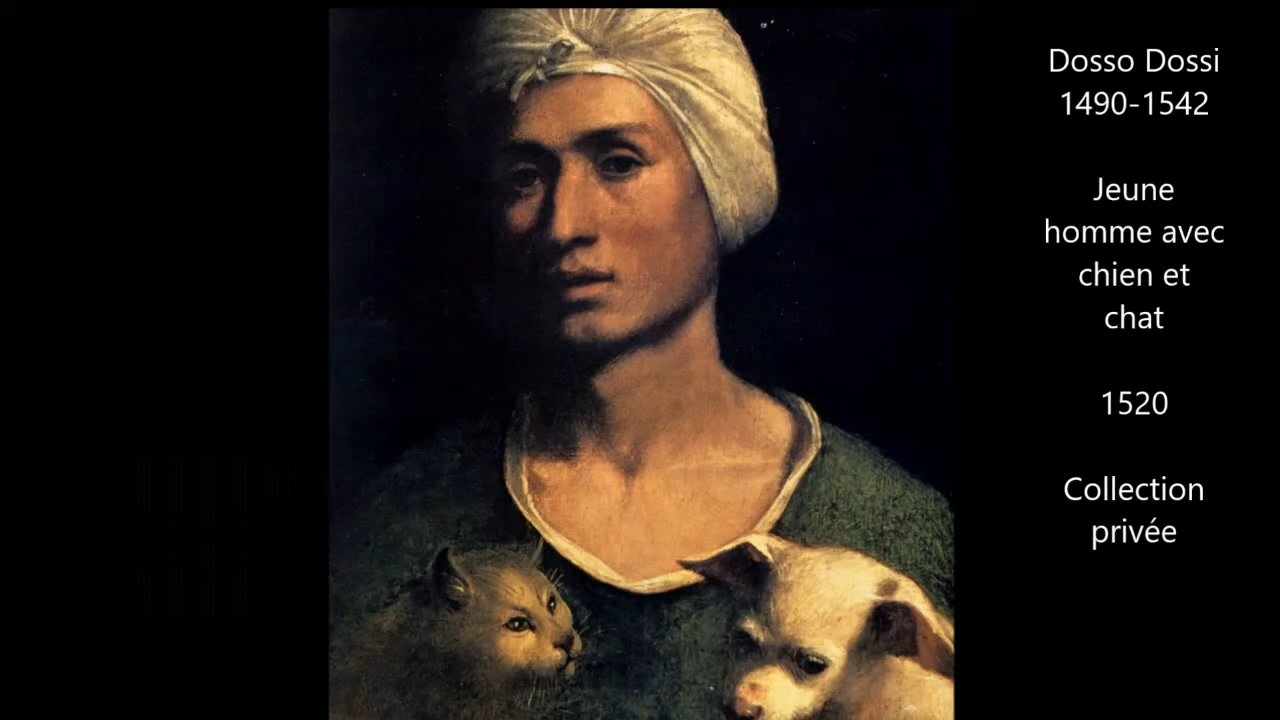 Dosso Dossi
1490-1542
Jeune
homme avec
chien et
chat
1520
Collection
privée